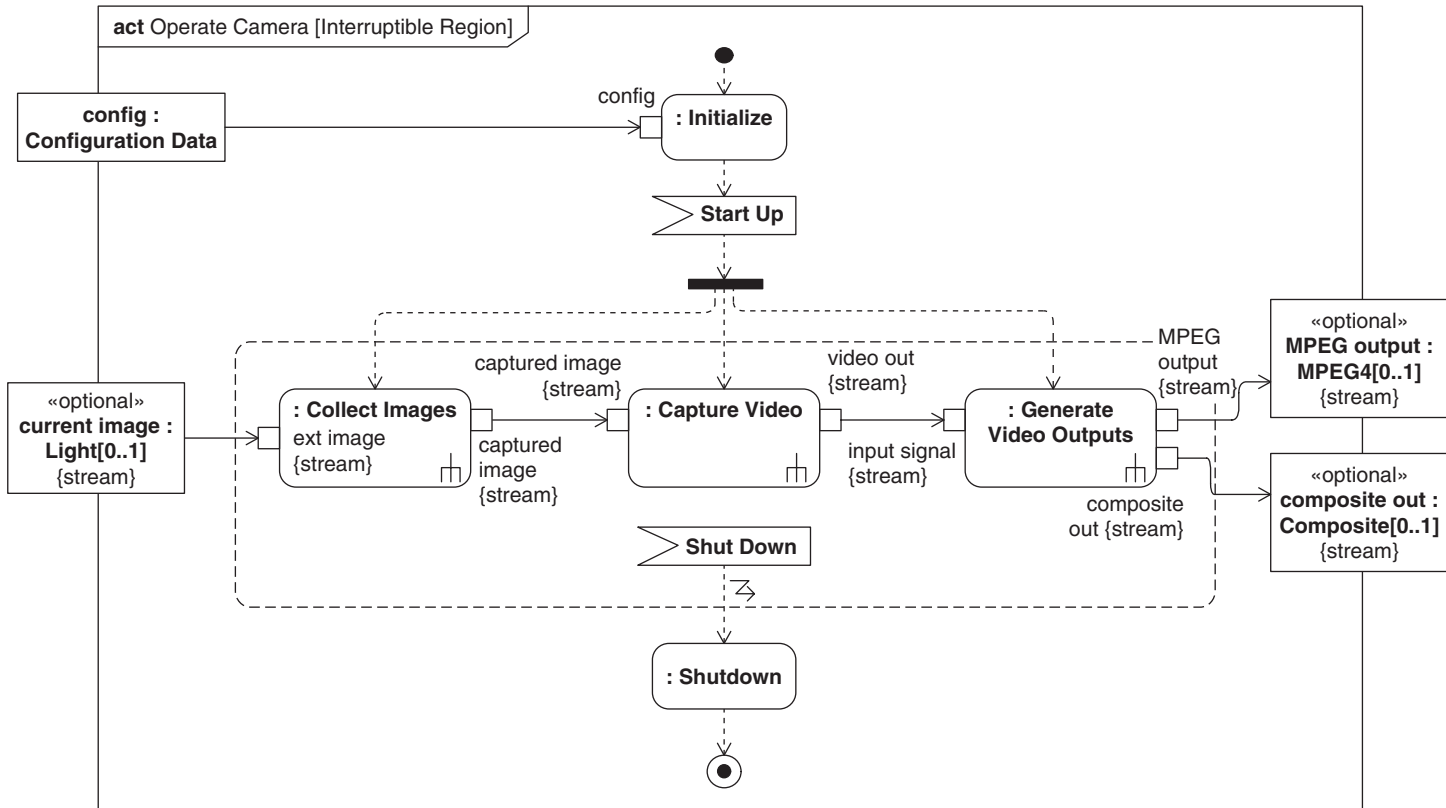 act Operate Camera [Interruptible Region]
config :
Configuration Data
config
: Initialize
Start Up
«optional»
current image :
Light[0..1]
{stream}
: Collect Images
ext image
{stream}
captured image
{stream}
captured
image
{stream}
: Capture Video
video out
{stream}
input signal
{stream}
: Generate
Video Outputs
MPEG
output
{stream}
composite
out {stream}
«optional»
MPEG output :
MPEG4[0..1]
{stream}
«optional»
composite out :
Composite[0..1]
{stream}
Shut Down
: Shutdown